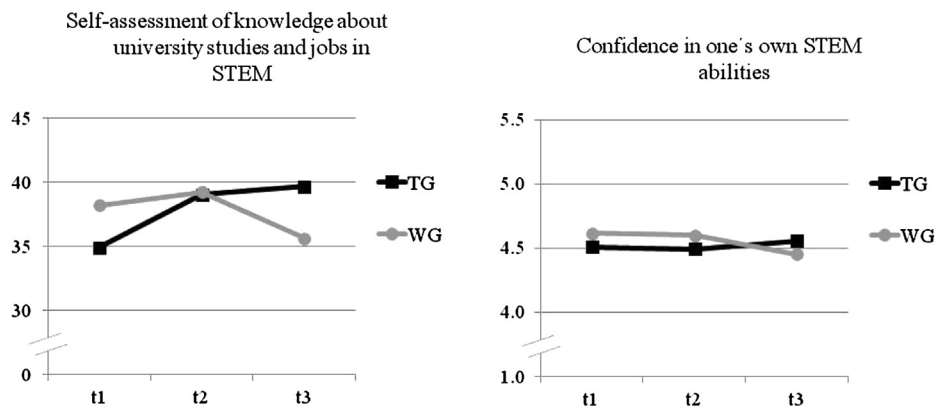 Self-assessment of knowledge about
university studies and jobs in
STEM
45
40
35
30
0
t1 t2 t3
TG
WG
Confidence in one´s own STEM
abilities
5.5
5.0
4.5
4.0
1.0
t1 t2 t3
TG
WG